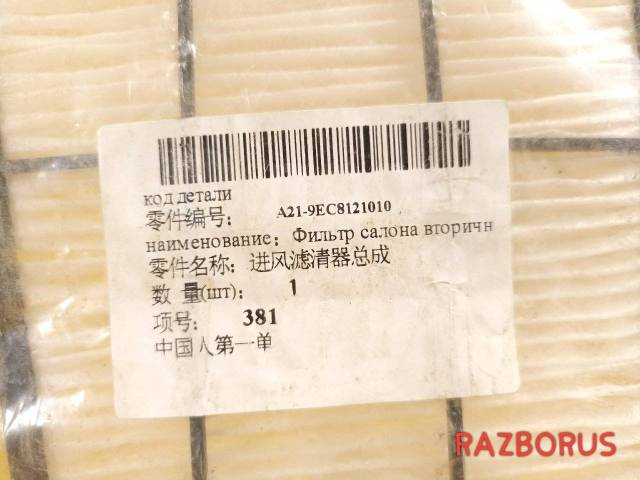 код детали
零件编号: A21-9EC8121010
наименование: Фильтр салона вторичн
零件名称: 进风滤清器总成
数 量(шт): 1
项号: 381
中国人第一单
RAZBORUS